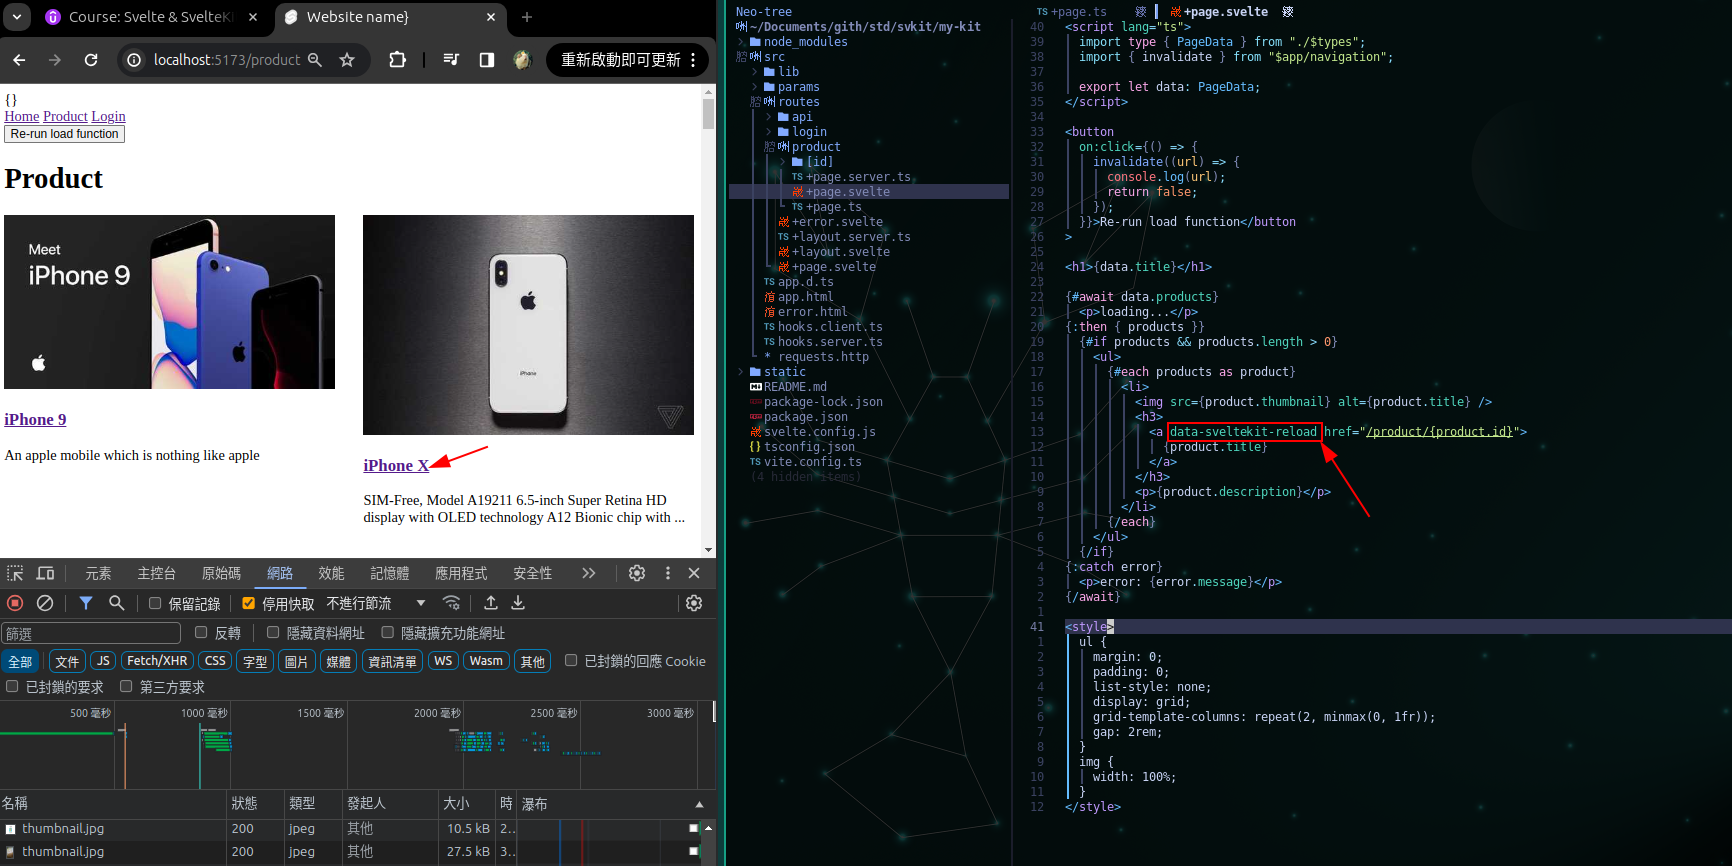 Course: Svelte & SvelteKi
WebsIte name}
localhost:5173/product
重新啟動即可更新
{}
Home Product Login
Re-run load function
Product
Meet
iPhone 9
iPhone
iPhone 9
An apple mobile which is nothing like apple
iPhone X
SIM-Free, Model A19211 6.5-inch Super Retina HD
display with OLED technology A12 Bionic chip with ...
元素 主控台 原始碼 網路 效能 記憶體 應用程式 安全性
保留記錄 停用快取 不進行節流
篩選 反轉 隱藏資料網址 隱藏擴充功能網址
全部 文件 JS Fetch/XHR CSS 字型 圖片 媒體 資訊清單 WS Wasm 其他 已封鎖的回應 Cookie
已封鎖的要求 第三方要求
500 毫秒 1000 毫秒 1500 毫秒 2000 毫秒 2500 毫秒 3000 毫秒
名稱 狀態 類型 發起人 大小 時 瀑布
thumbnail.jpg 200 jpeg 其他 10.5 kB 2..
thumbnail.jpg 200 jpeg 其他 27.5 kB 3..
Neo-tree
~/Documents/gith/std/svkit/my-kit
node_modules
src
lib
params
routes
api
login
product
[id]
TS +page.server.ts
+page.svelte
TS +page.ts
+error.svelte
TS +layout.server.ts
+layout.svelte
+page.svelte
TS app.d.ts
app.html
error.html
TS hooks.client.ts
TS hooks.server.ts
* requests.http
static
README.md
package-lock.json
package.json
svelte.config.js
{} tsconfig.json
TS vite.config.ts
(4 hidden items)
TS +page.ts +page.svelte
40 <script lang="ts">
39 import type { PageData } from "./$types";
38 import { invalidate } from "$app/navigation";
37
36 export let data: PageData;
35 </script>
34
33 <button
32 on:click={() => {
31 invalidate((url) => {
30 console.log(url);
29 return false;
28 });
27 }}>Re-run load function</button
26 >
25
24 <h1>{data.title}</h1>
23
22 {#await data.products}
21 <p>loading...</p>
20 {:then { products }}
19 {#if products && products.length > 0}
18 <ul>
17 {#each products as product}
16 <li>
15 <img src={product.thumbnail} alt={product.title} />
14 <h3>
13 <a data-sveltekit-reload href="/product/{product.id}">
12 {product.title}
11 </a>
10 </h3>
9 <p>{product.description}</p>
8 </li>
7 {/each}
6 </ul>
5 {/if}
4 {:catch error}
3 <p>error: {error.message}</p>
2 {/await}
1
41 <style>
1 ul {
2 margin: 0;
3 padding: 0;
4 list-style: none;
5 display: grid;
6 grid-template-columns: repeat(2, minmax(0, 1fr));
7 gap: 2rem;
8 }
9 img {
10 width: 100%;
11 }
12 </style>